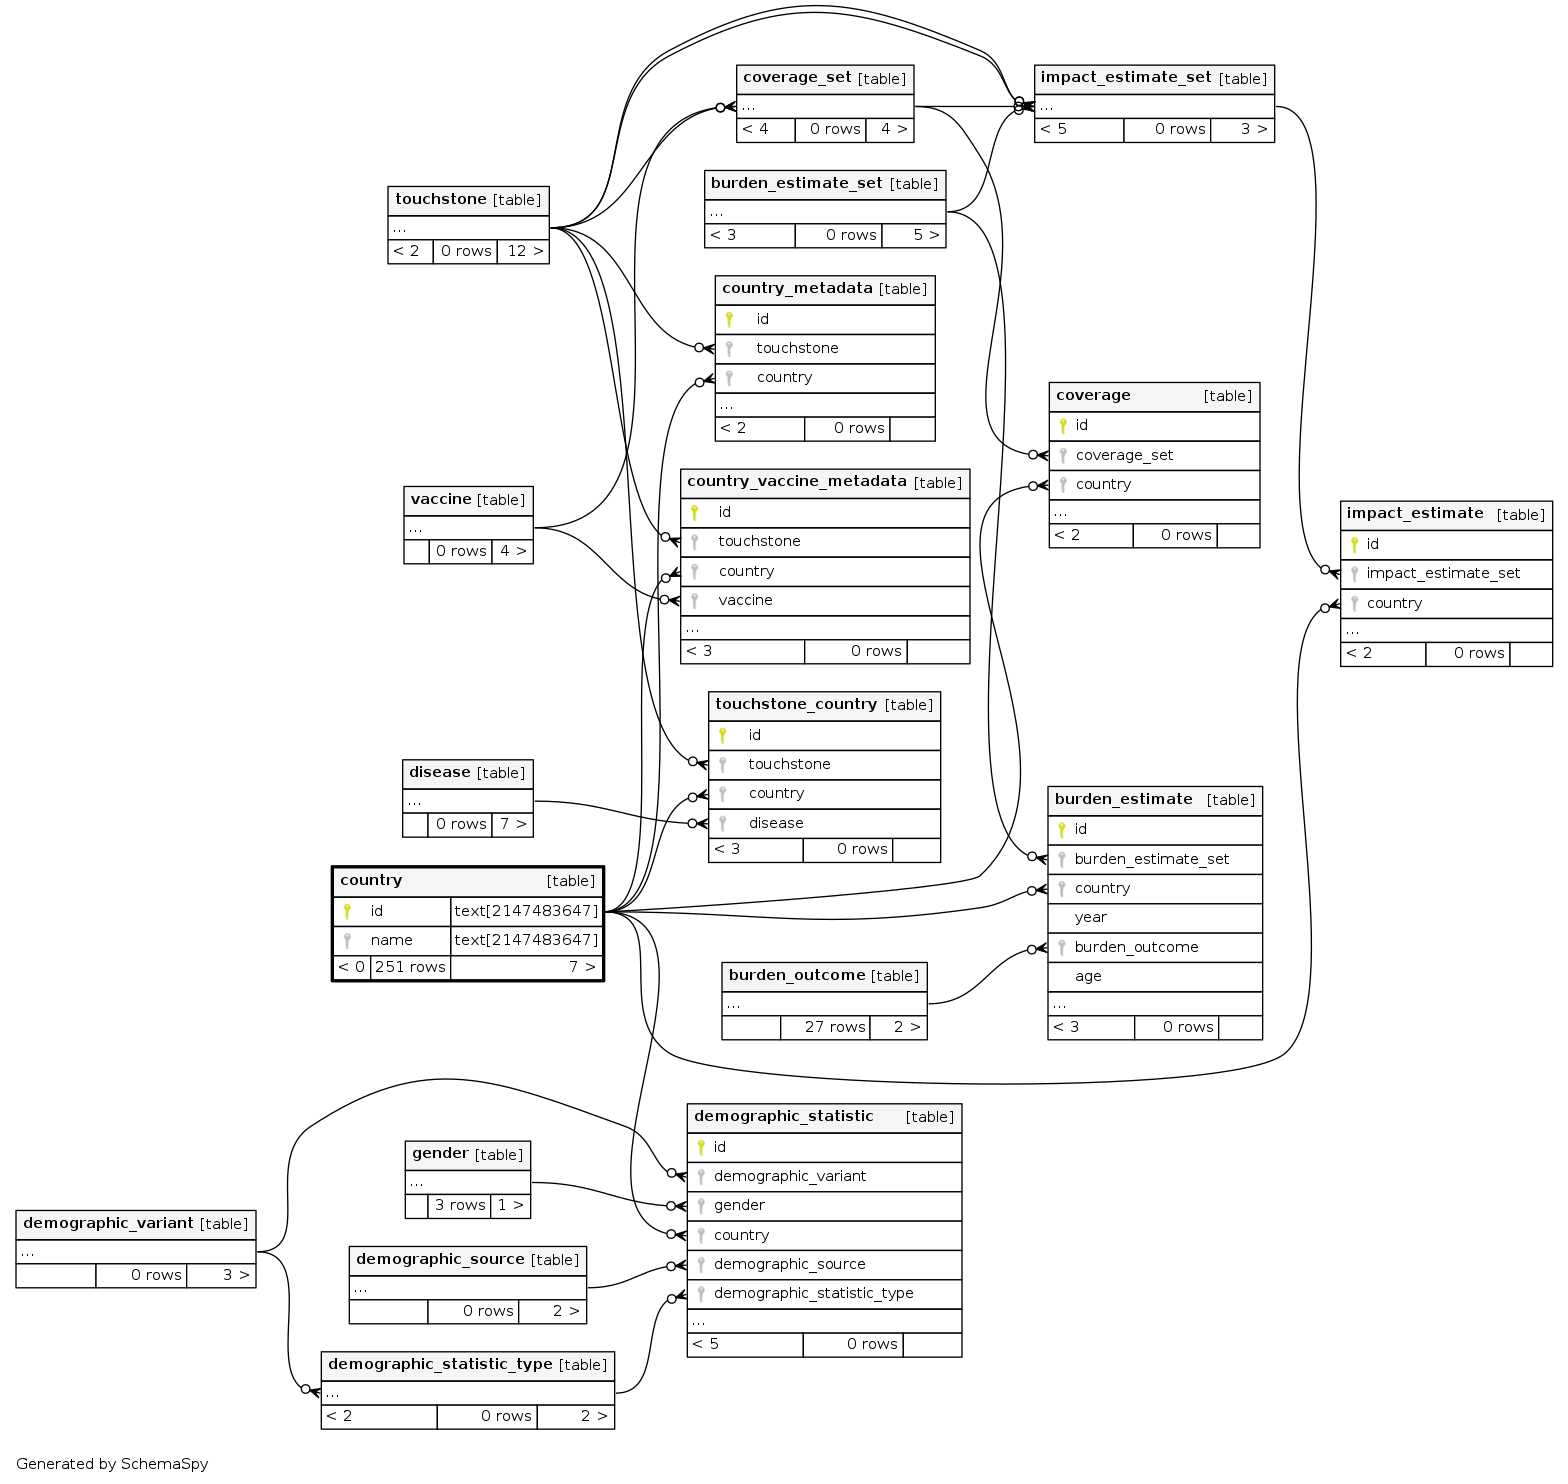 coverage_set [table]
...
< 4 0 rows 4 >
impact_estimate_set [table]
...
< 5 0 rows 3 >
burden_estimate_set [table]
...
< 3 0 rows 5 >
touchstone [table]
...
< 2 0 rows 12 >
country_metadata [table]
id
touchstone
country
...
< 2 0 rows
coverage [table]
id
coverage_set
country
...
< 2 0 rows
country_vaccine_metadata [table]
id
touchstone
country
vaccine
...
< 3 0 rows
vaccine [table]
...
0 rows 4 >
impact_estimate [table]
id
impact_estimate_set
country
...
< 2 0 rows
touchstone_country [table]
id
touchstone
country
disease
< 3 0 rows
disease [table]
...
0 rows 7 >
burden_estimate [table]
id
burden_estimate_set
country
year
burden_outcome
age
...
< 3 0 rows
country [table]
id text[2147483647]
name text[2147483647]
< 0 251 rows 7 >
burden_outcome [table]
...
27 rows 2 >
demographic_statistic [table]
id
demographic_variant
gender
country
demographic_source
demographic_statistic_type
...
< 5 0 rows
gender [table]
...
3 rows 1 >
demographic_variant [table]
...
0 rows 3 >
demographic_source [table]
...
0 rows 2 >
demographic_statistic_type [table]
...
< 2 0 rows 2 >
Generated by SchemaSpy